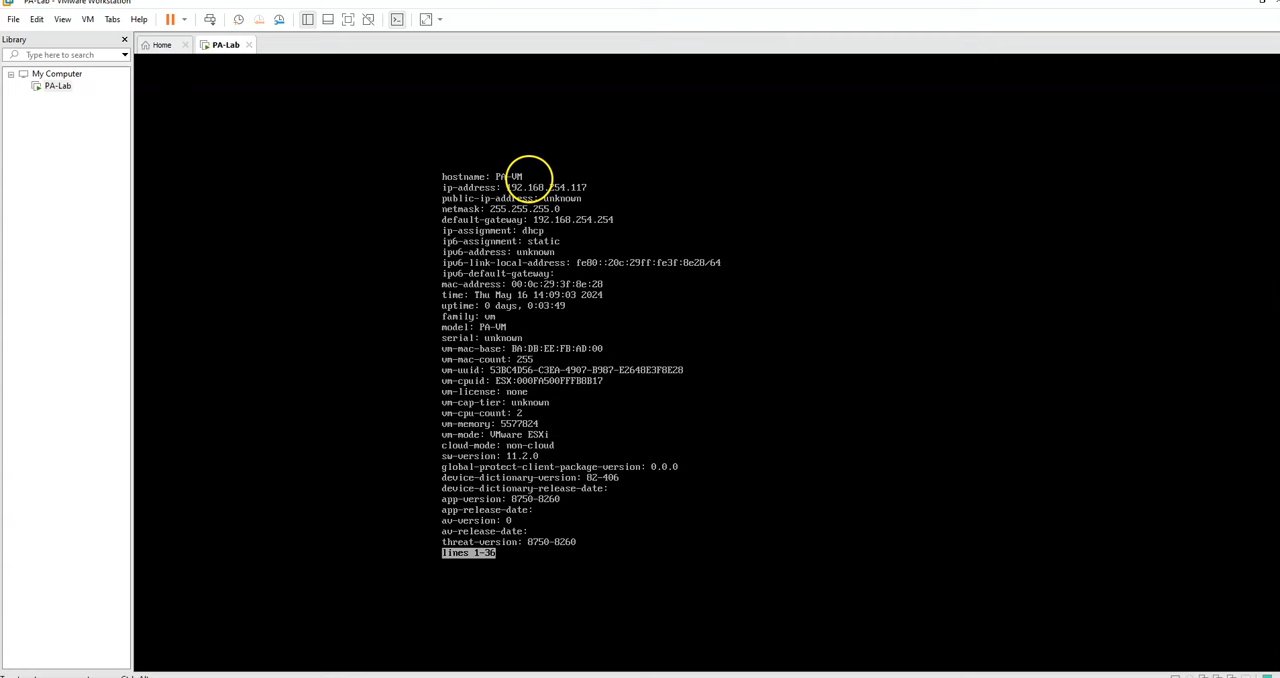 PA-Lab - VMware Workstation
File Edit View VM Tabs Help
Library
Type here to search
My Computer
PA-Lab
Home
PA-Lab
hostname: PA-VM
ip-address: 192.168.254.117
public-ip-address: unknown
netmask: 255.255.255.0
default-gateway: 192.168.254.254
ip-assignment: dhcp
ip6-assignment: static
ipv6-address: unknown
ipv6-link-local-address: fe80::20c:29ff:fe3f:8e28/64
ipv6-default-gateway:
mac-address: 00:0c:29:3f:8e:28
time: Thu May 16 14:09:03 2024
uptime: 0 days, 0:03:49
family: vm
model: PA-VM
serial: unknown
vm-mac-base: BA:DB:EE:FB:AD:00
vm-mac-count: 255
vm-uuid: 53BC4D56-C3EA-4907-B987-E2648E3F8E28
vm-cpuid: ESX:000FA500FFFB8B17
vm-license: none
vm-cap-tier: unknown
vm-cpu-count: 2
vm-memory: 5577824
vm-mode: VMware ESXi
cloud-mode: non-cloud
sw-version: 11.2.0
global-protect-client-package-version: 0.0.0
device-dictionary-version: 82-406
device-dictionary-release-date:
app-version: 8750-8260
app-release-date:
av-version: 0
av-release-date:
threat-version: 8750-8260
lines 1-36